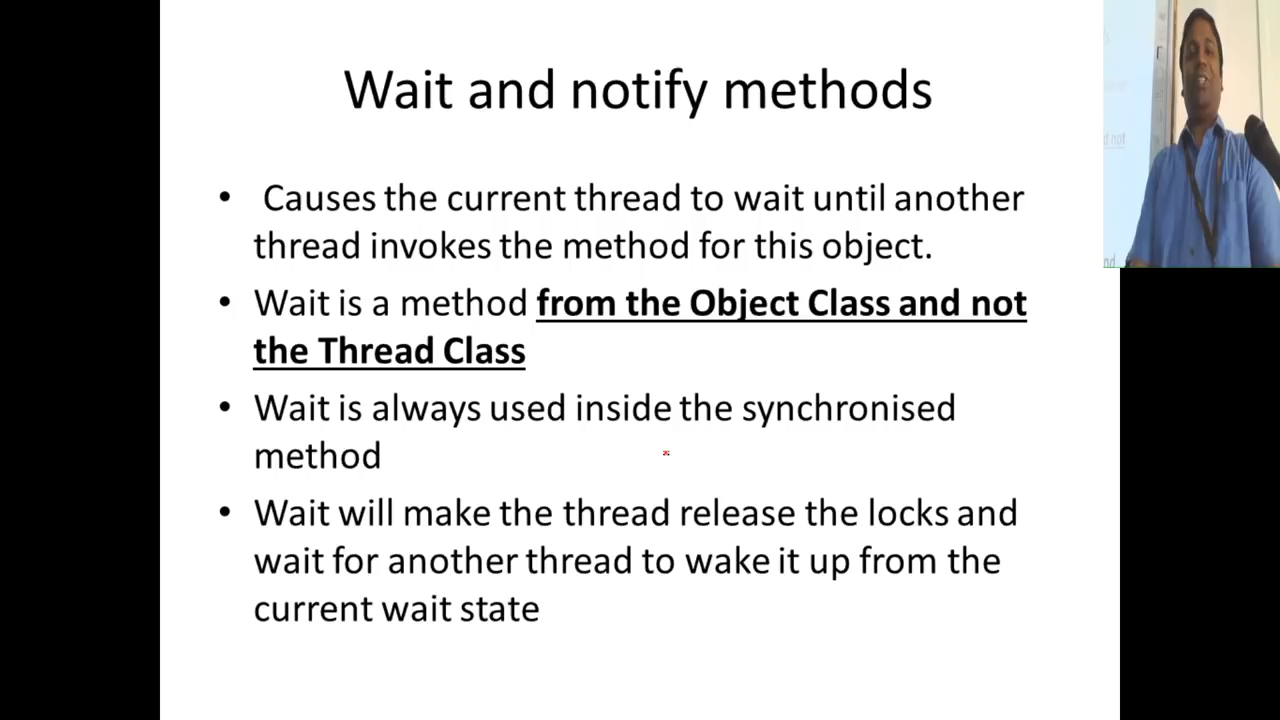 Wait and notify methods
• Causes the current thread to wait until another
thread invokes the method for this object.
• Wait is a method from the Object Class and not
the Thread Class
• Wait is always used inside the synchronised
method
• Wait will make the thread release the locks and
wait for another thread to wake it up from the
current wait state
d not
nd